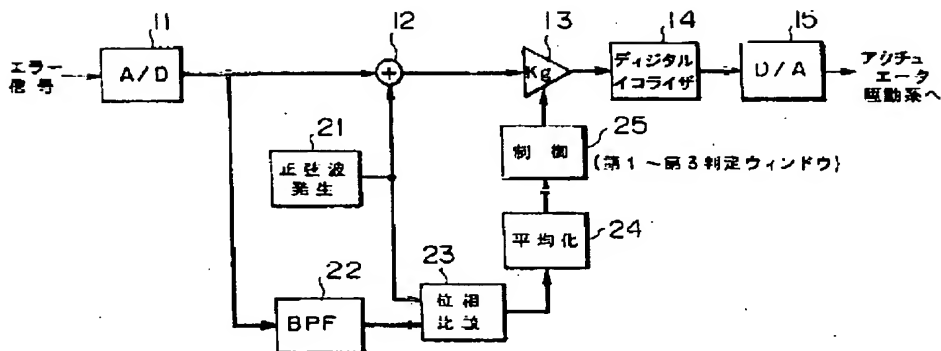 11
12
13
14
15
エラー
信号
A/D
+
Kg
ディジタル
イコライザ
D/A
アクチュ
エータ
駆動系へ
21
正弦波
発生
25
制御
(第1~第3判定ウィンドウ)
24
平均化
22
BPF
23
位相
比較